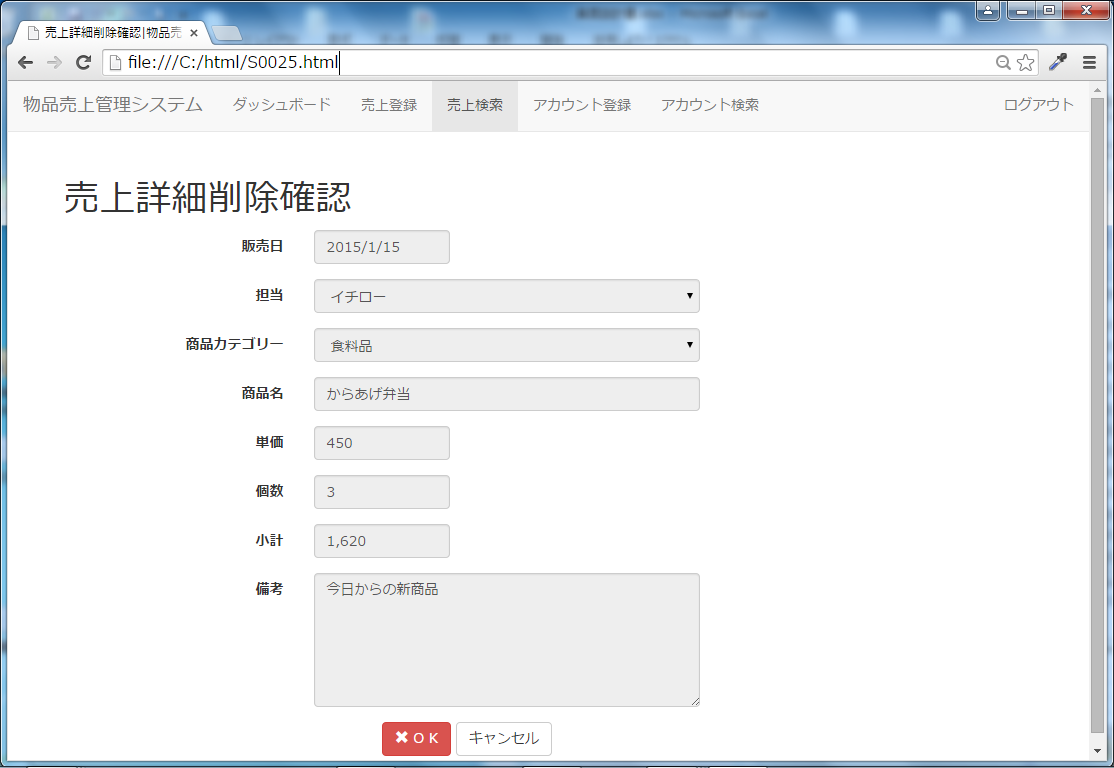 売上詳細削除確認|物品売
file:///C:/html/S0025.html
物品売上管理システム ダッシュボード 売上登録 売上検索 アカウント登録 アカウント検索 ログアウト
売上詳細削除確認
販売日 2015/1/15
担当 イチロー
商品カテゴリー 食料品
商品名 からあげ弁当
単価 450
個数 3
小計 1,620
備考 今日からの新商品
✖ O K キャンセル